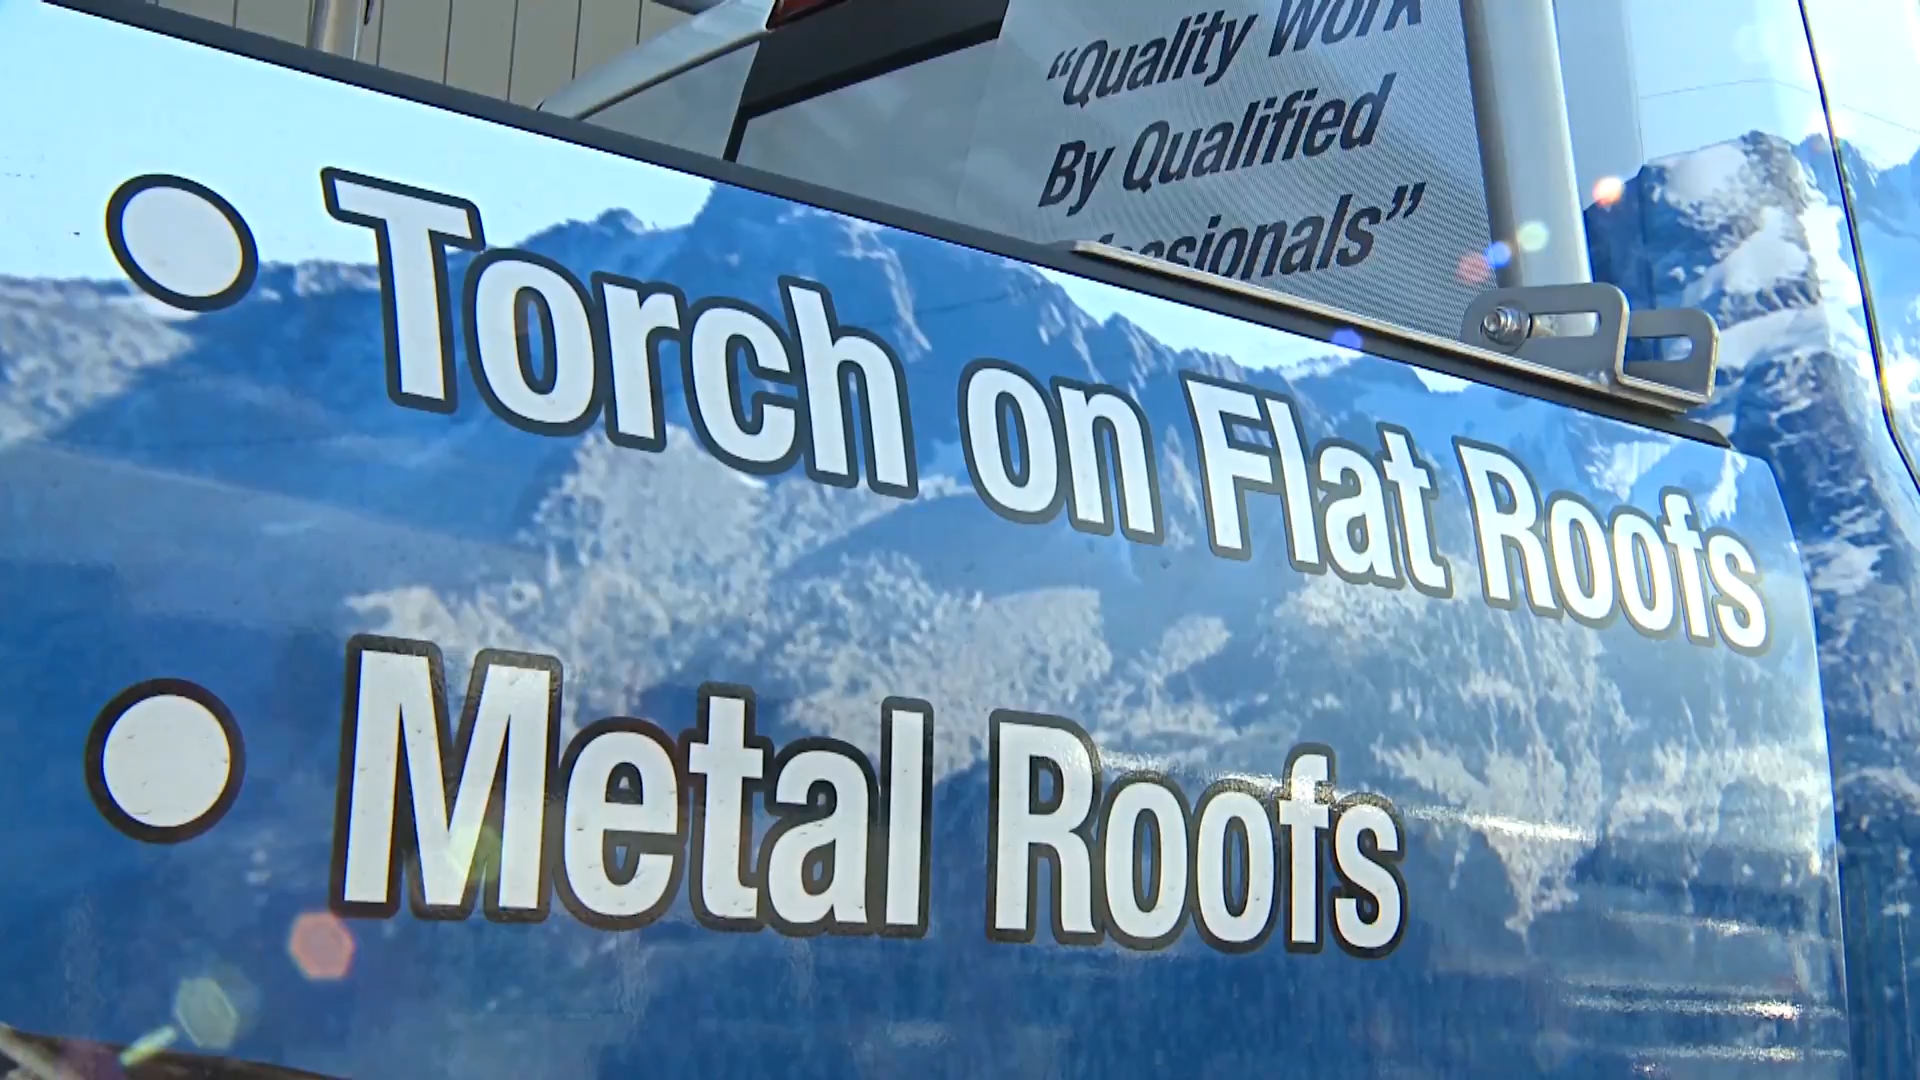 “Quality Work
By Qualified
• Torch on Flat Roofs
• Metal Roofs